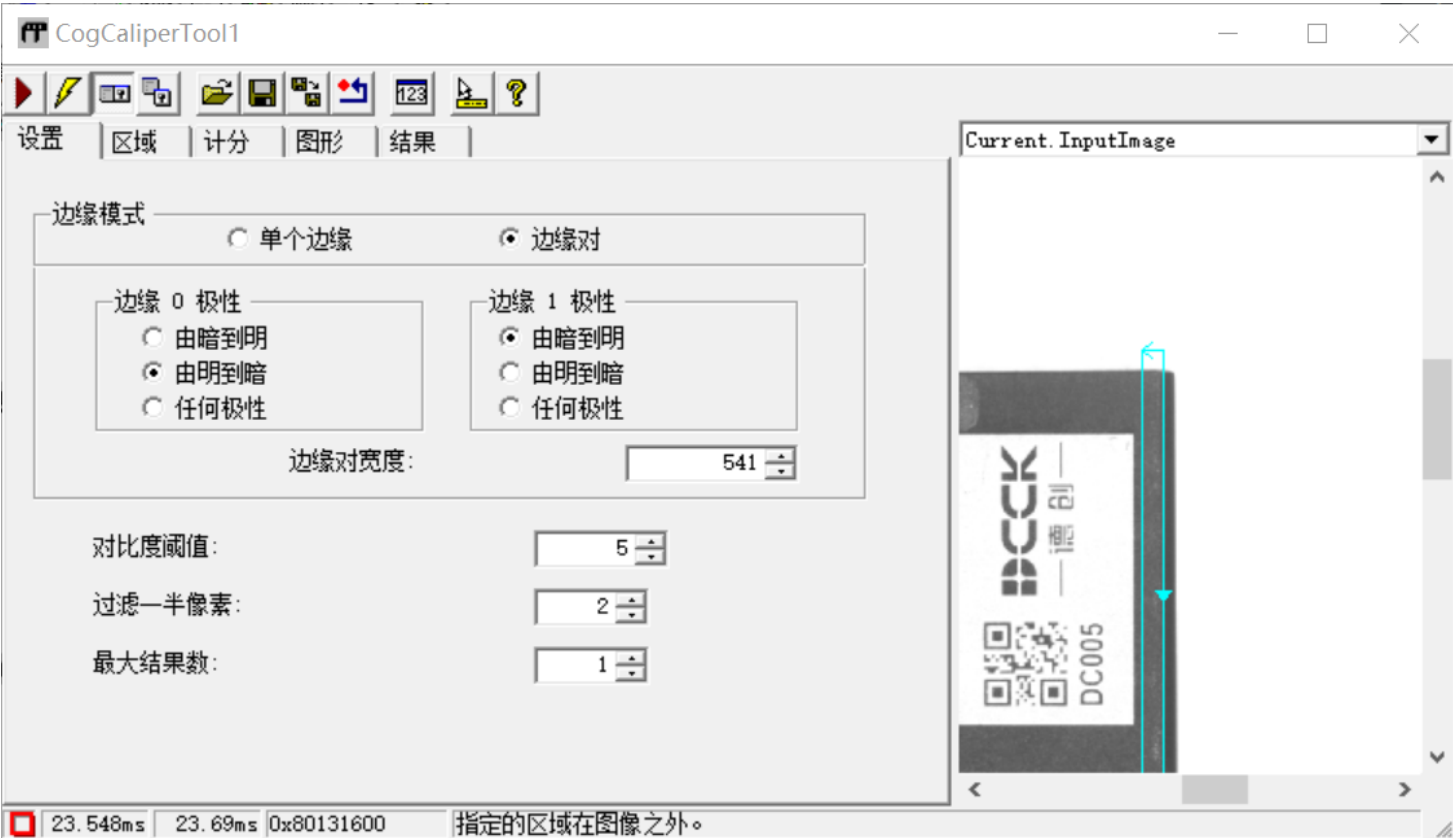 CogCaliperTool1
设置 区域 计分 图形 结果
Current.InputImage
边缘模式
单个边缘 边缘对
边缘 0 极性 边缘 1 极性
由暗到明 由暗到明
由明到暗 由明到暗
任何极性 任何极性
边缘对宽度: 541
对比度阈值: 5
过滤一半像素: 2
最大结果数: 1
DCCK
德创
DC005
23.548ms 23.69ms 0x80131600 指定的区域在图像之外。